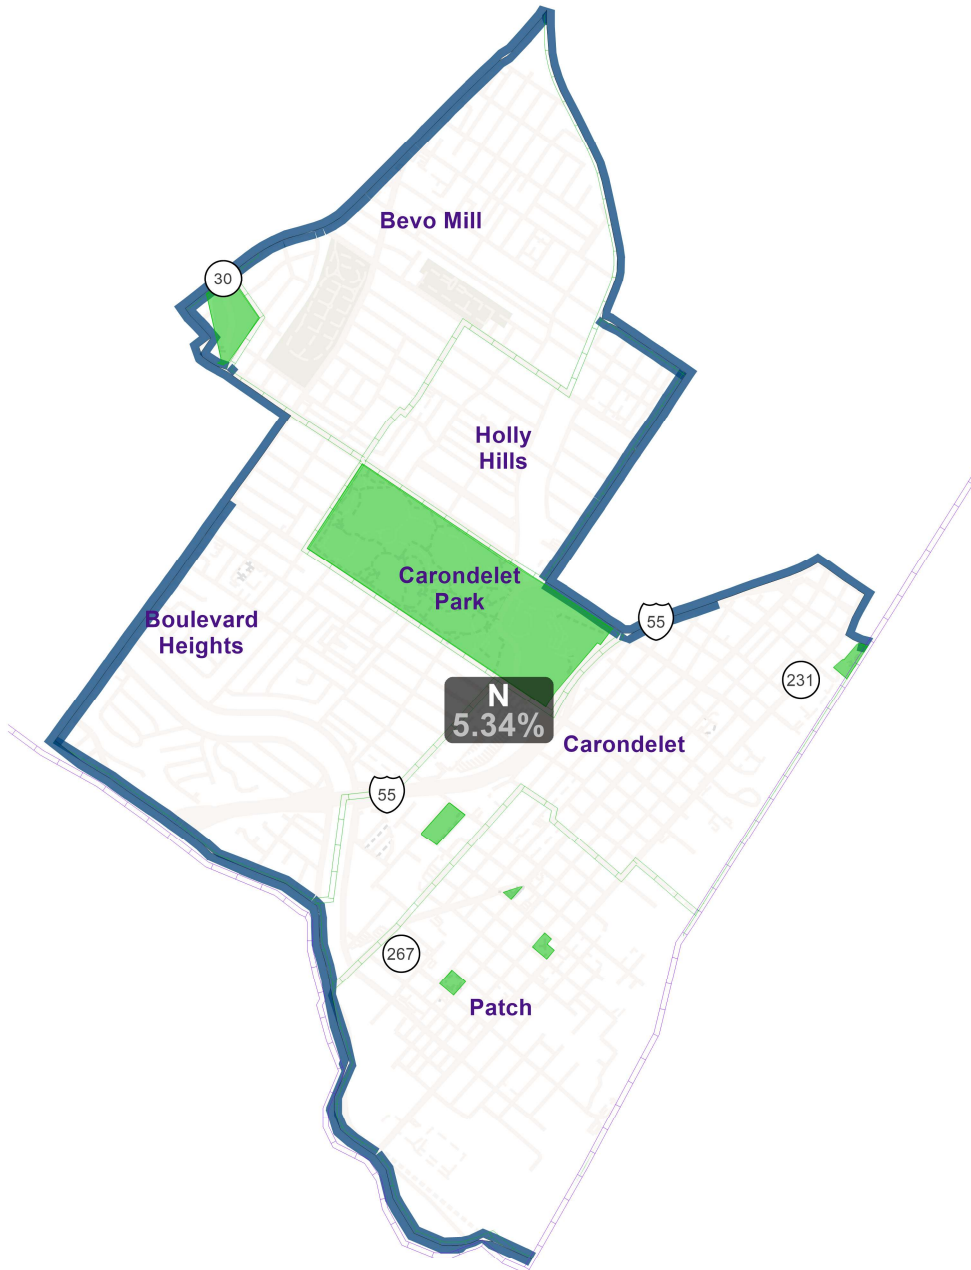 Bevo Mill
30
Holly
Hills
Carondelet
Park
Boulevard
Heights
55
231
N
5.34%
Carondelet
55
267
Patch